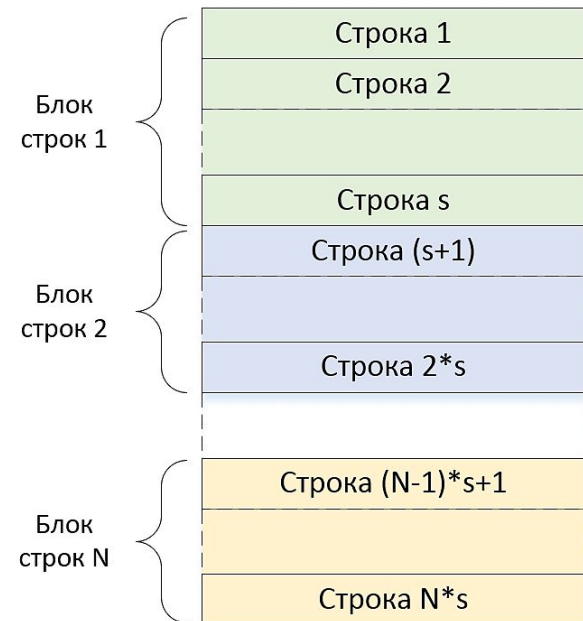 Строка 1
Строка 2
Блок
строк 1
Строка s
Строка (s+1)
Блок
строк 2
Строка 2*s
Строка (N-1)*s+1
Блок
строк N
Строка N*s